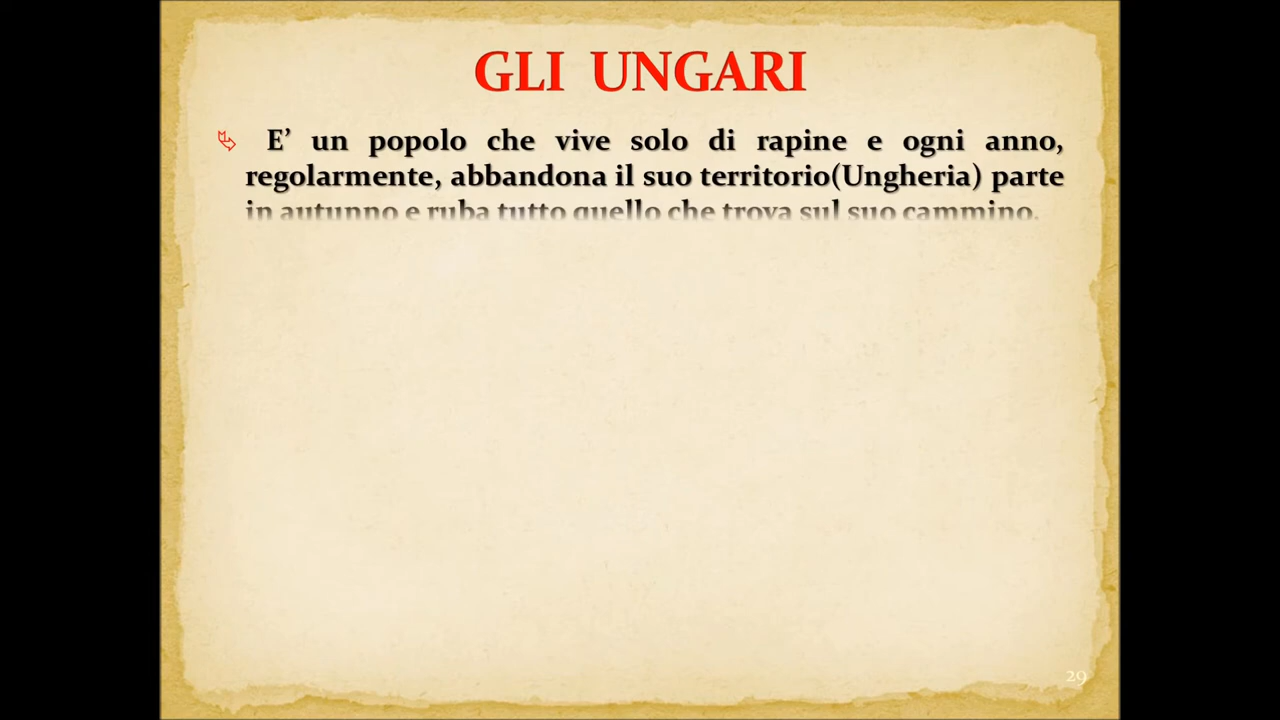 GLI UNGARI
E’ un popolo che vive solo di rapine e ogni anno,
regolarmente, abbandona il suo territorio(Ungheria) parte
in autunno e ruba tutto quello che trova sul suo cammino.
29